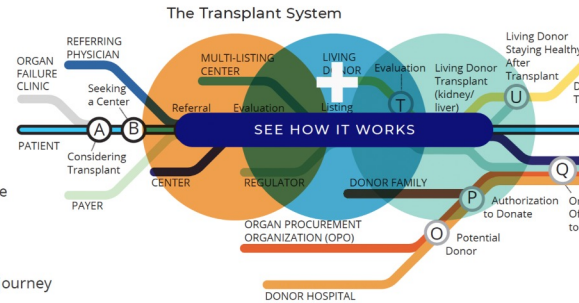 The Transplant System
ORGAN
FAILURE
CLINIC
REFERRING
PHYSICIAN
MULTI-LISTING
CENTER
LIVING
DONOR
Evaluation
Living Donor
Transplant
(kidney/
liver)
Living Donor
Staying Healthy
After
Transplant
Seeking
a Center
Referral
Evaluation
Listing
T
U
A
B
SEE HOW IT WORKS
PATIENT
Considering
Transplant
CENTER
REGULATOR
DONOR FAMILY
Q
PAYER
P
Authorization
to Donate
ORGAN PROCUREMENT
ORGANIZATION (OPO)
O
Potential
Donor
DONOR HOSPITAL
ourney